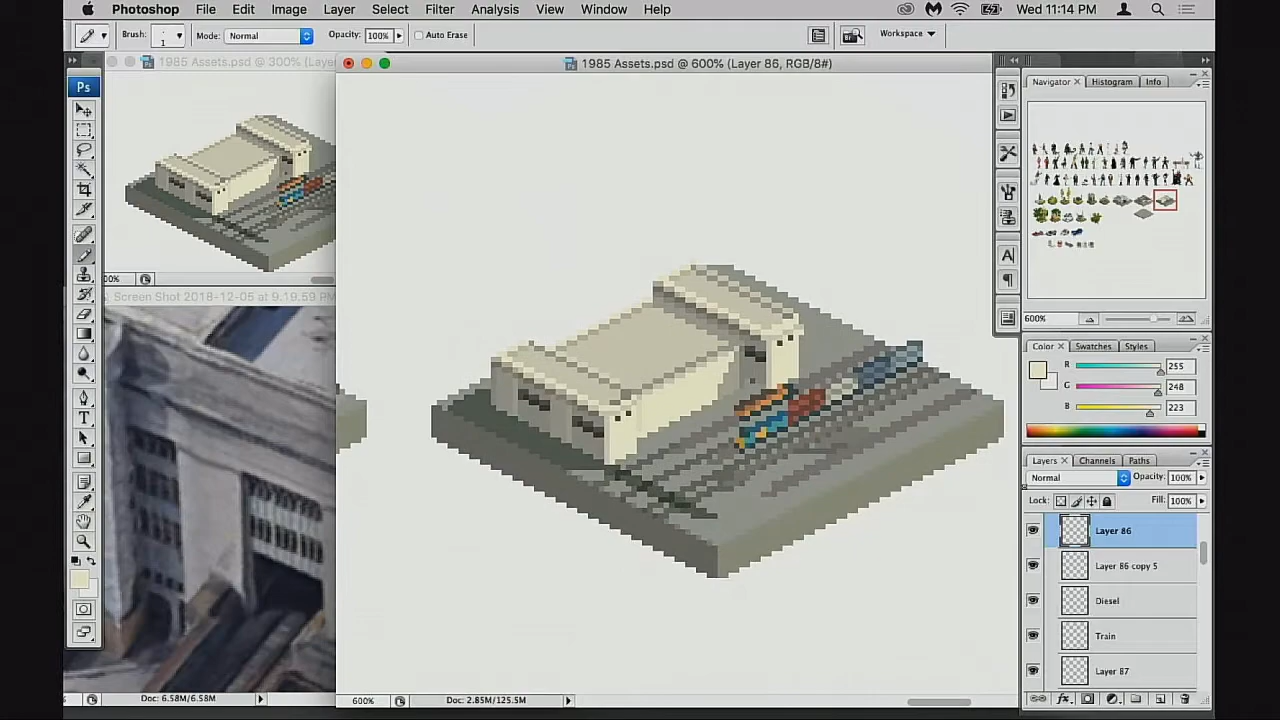 Photoshop File Edit Image Layer Select Filter Analysis View Window Help Wed 11:14 PM
Brush: 1 Mode: Normal Opacity: 100% Auto Erase Workspace
1985 Assets.psd @ 300% (Layer
1985 Assets.psd @ 600% (Layer 86, RGB/8#)
Ps
Navigator Histogram Info
00%
Screen Shot 2018-12-05 at 9.19.59 PM
600%
Color Swatches Styles
R 255
G 248
B 223
Layers Channels Paths
Normal Opacity: 100%
Lock: Fill: 100%
Layer 86
Layer 86 copy 5
Diesel
Train
Layer 87
Doc: 6.58M/6.58M
600% Doc: 2.85M/125.5M